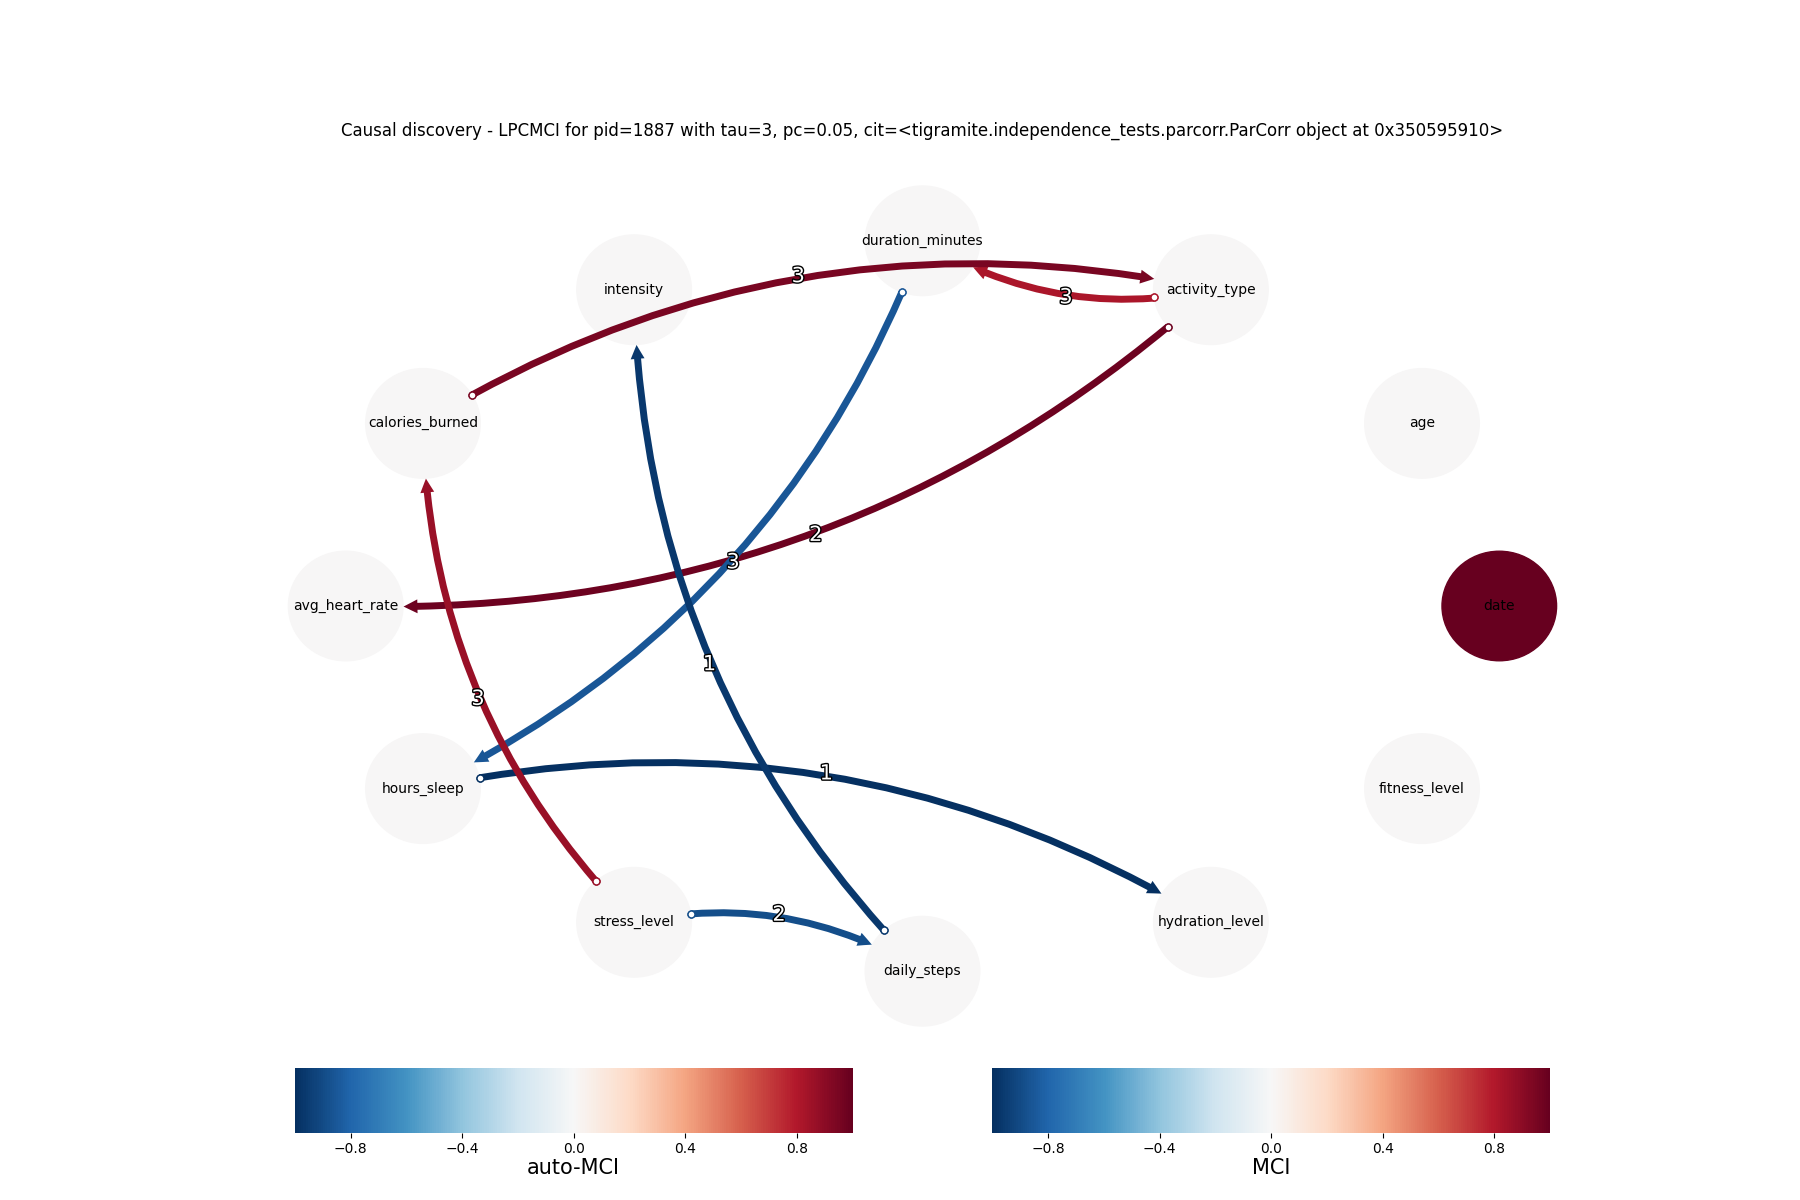 Causal discovery - LPCMCI for pid=1887 with tau=3, pc=0.05, cit=<tigramite.independence_tests.parcorr.ParCorr object at 0x350595910>
duration_minutes
intensity
activity_type
3
3
calories_burned
age
2
3
avg_heart_rate
date
1
3
hours_sleep
1
fitness_level
stress_level
2
hydration_level
daily_steps
−0.8 −0.4 0.0 0.4 0.8
auto-MCI
−0.8 −0.4 0.0 0.4 0.8
MCI